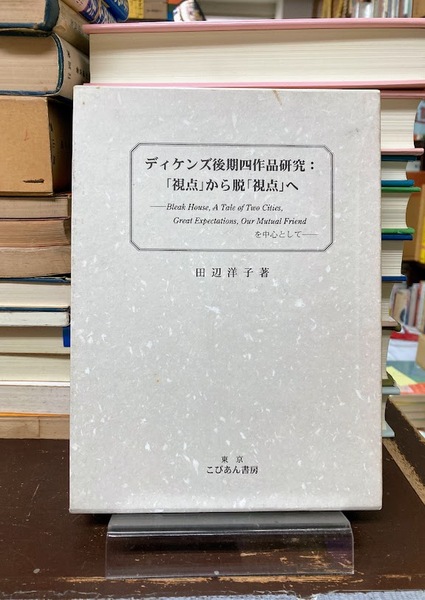 ディケンズ後期四作品研究：
「視点」から脱「視点」へ
――Bleak House, A Tale of Two Cities,
Great Expectations, Our Mutual Friend
を中心として――
田辺洋子著
東京
こびあん書房